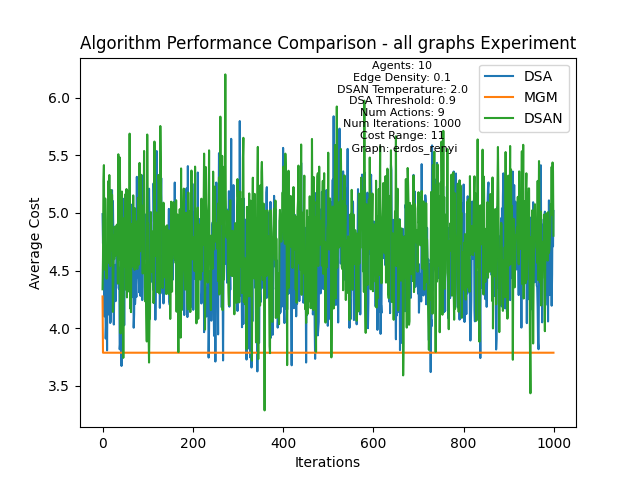 Algorithm Performance Comparison - all graphs Experiment
Agents: 10
Edge Density: 0.1
DSAN Temperature: 2.0
DSA Threshold: 0.9
Num Actions: 9
Num Iterations: 1000
Cost Range: 11
Graph: erdos_renyi
DSA
MGM
DSAN
Average Cost
6.0
5.5
5.0
4.5
4.0
3.5
0
200
400
600
800
1000
Iterations